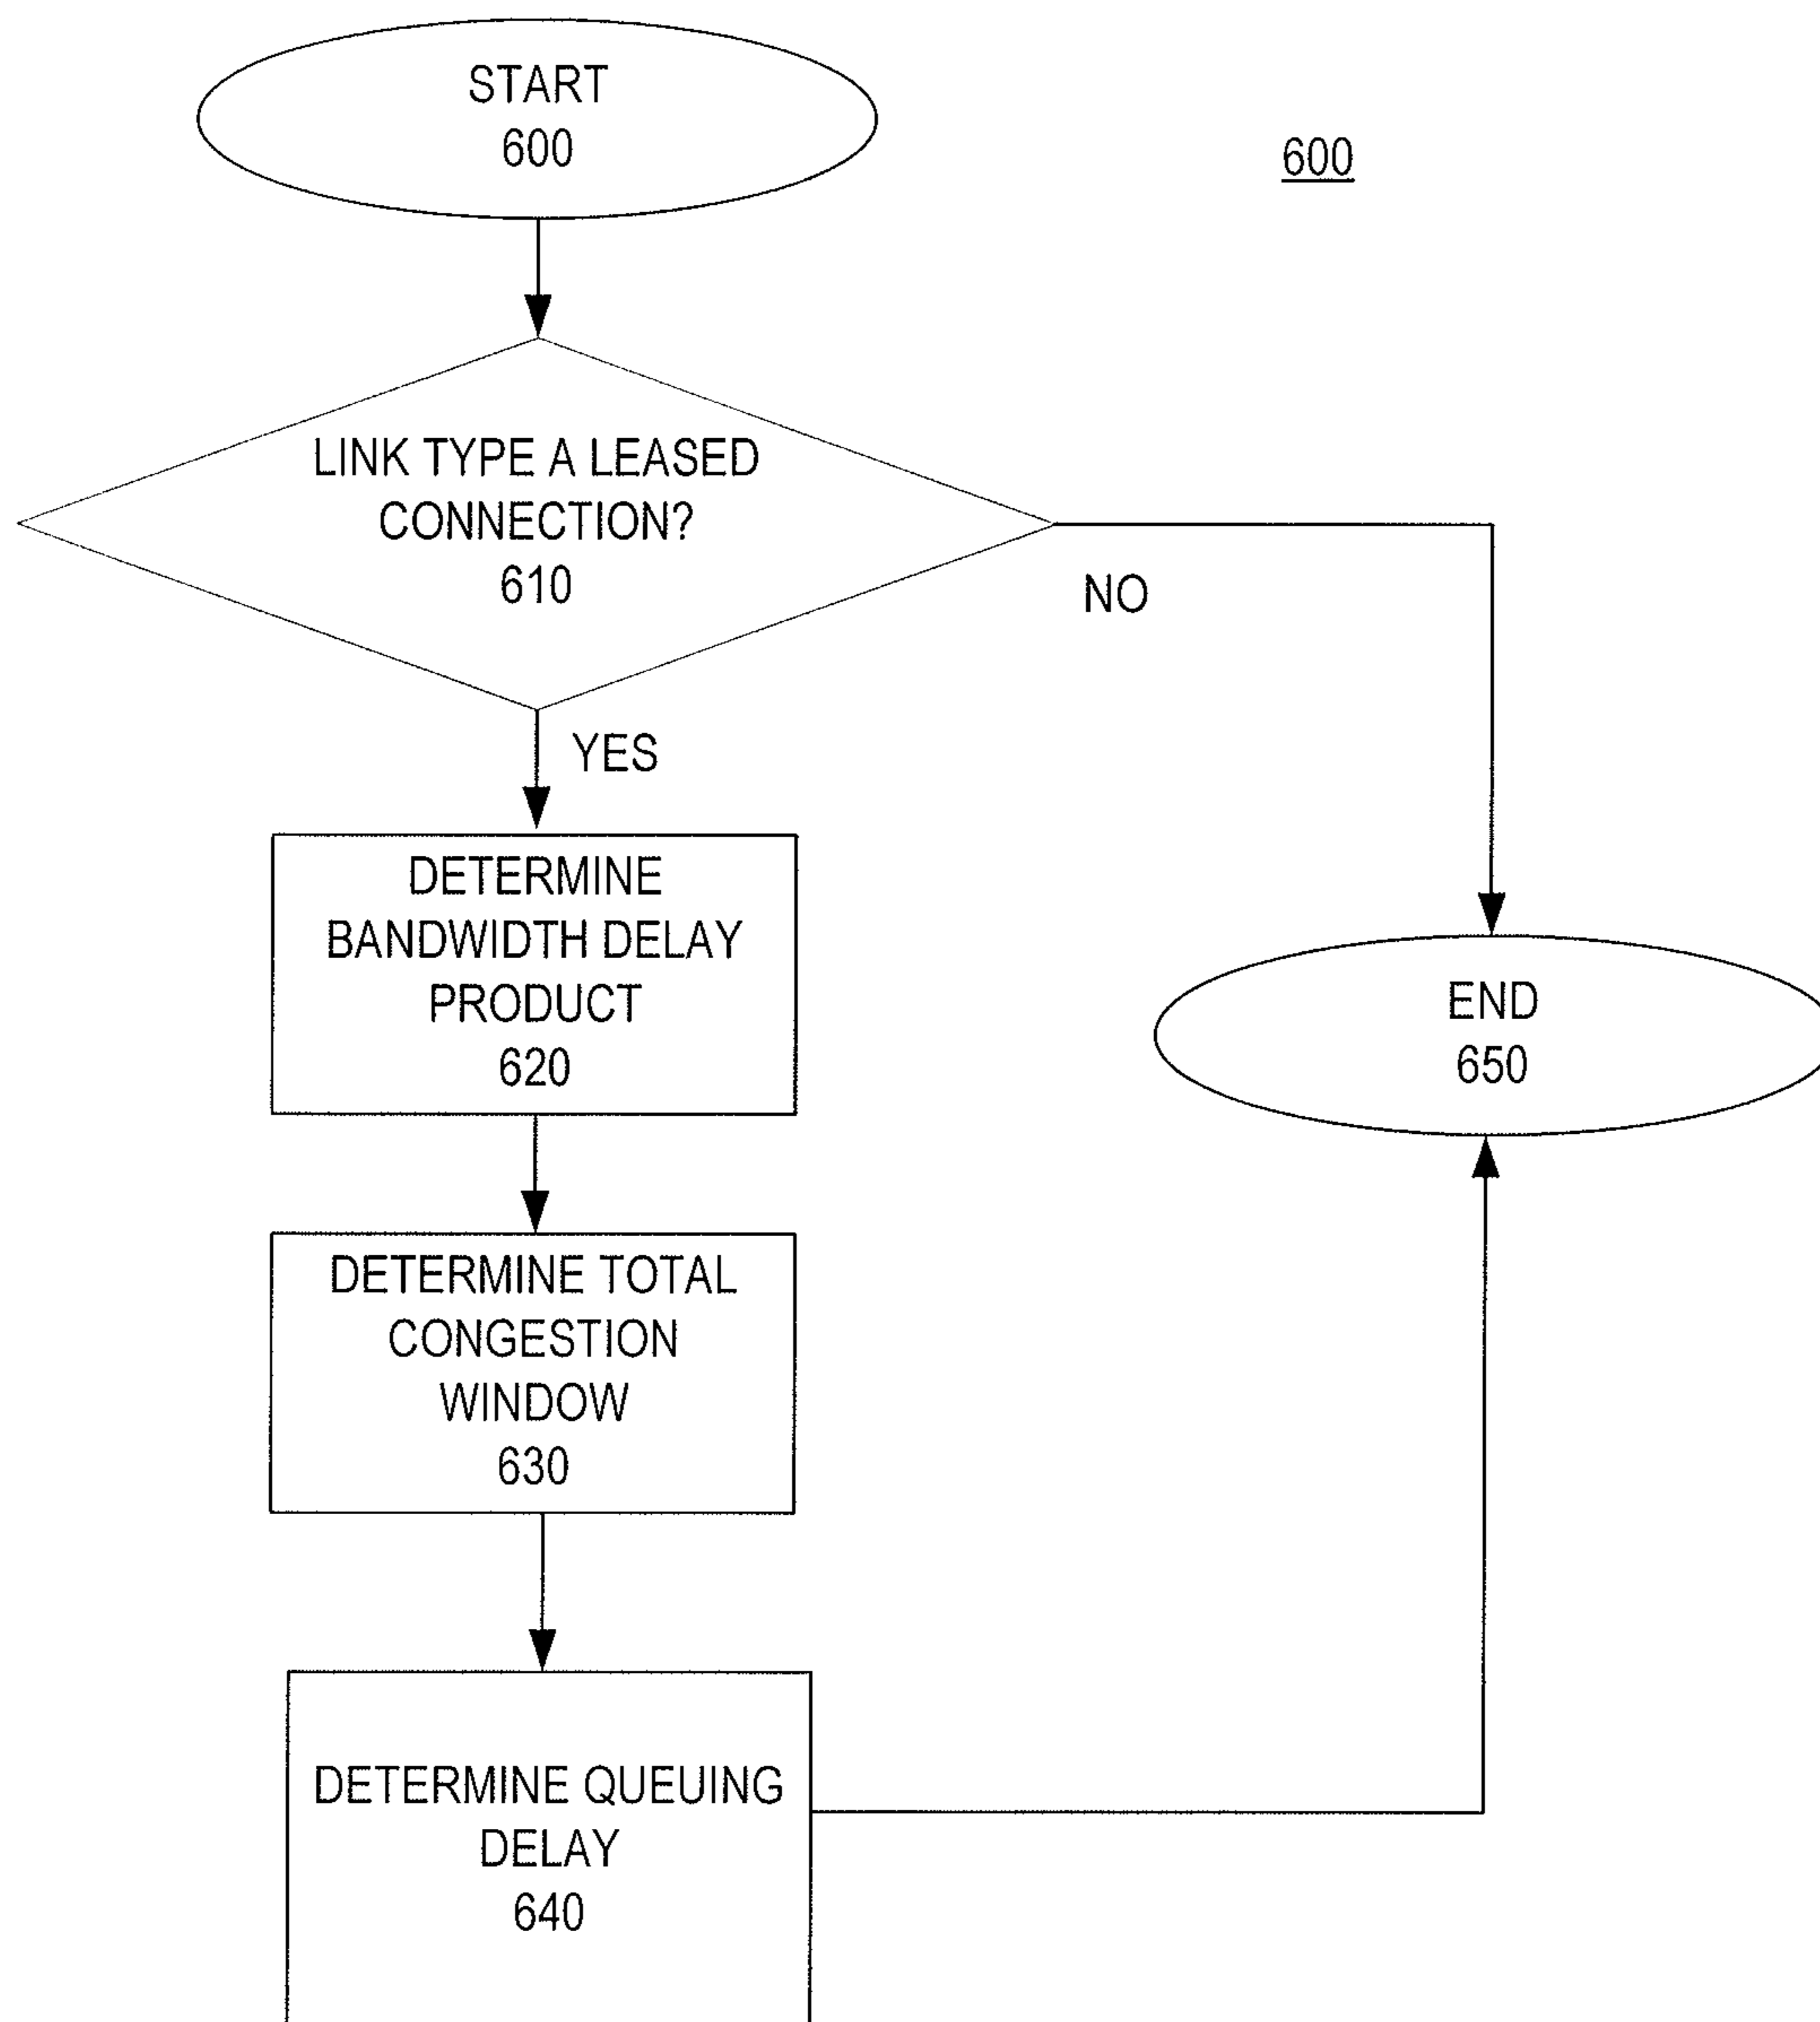 START
600
600
LINK TYPE A LEASED
CONNECTION?
610
NO
YES
DETERMINE
BANDWIDTH DELAY
PRODUCT
620
END
650
DETERMINE TOTAL
CONGESTION
WINDOW
630
DETERMINE QUEUING
DELAY
640